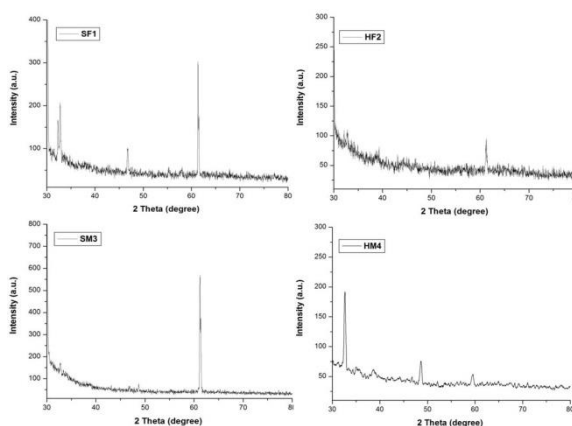 SF1
Intensity (a.u.)
400
300
200
100
30 40 50 60 70 80
2 Theta (degree)
HF2
Intensity (a.u.)
300
250
200
150
100
50
30 40 50 60 70
2 Theta (degree)
SM3
Intensity (a.u.)
800
700
600
500
400
300
200
100
30 40 50 60 70 80
2 Theta (degree)
HM4
Intensity (a.u.)
300
250
200
150
100
50
30 40 50 60 70 80
2 Theta (degree)